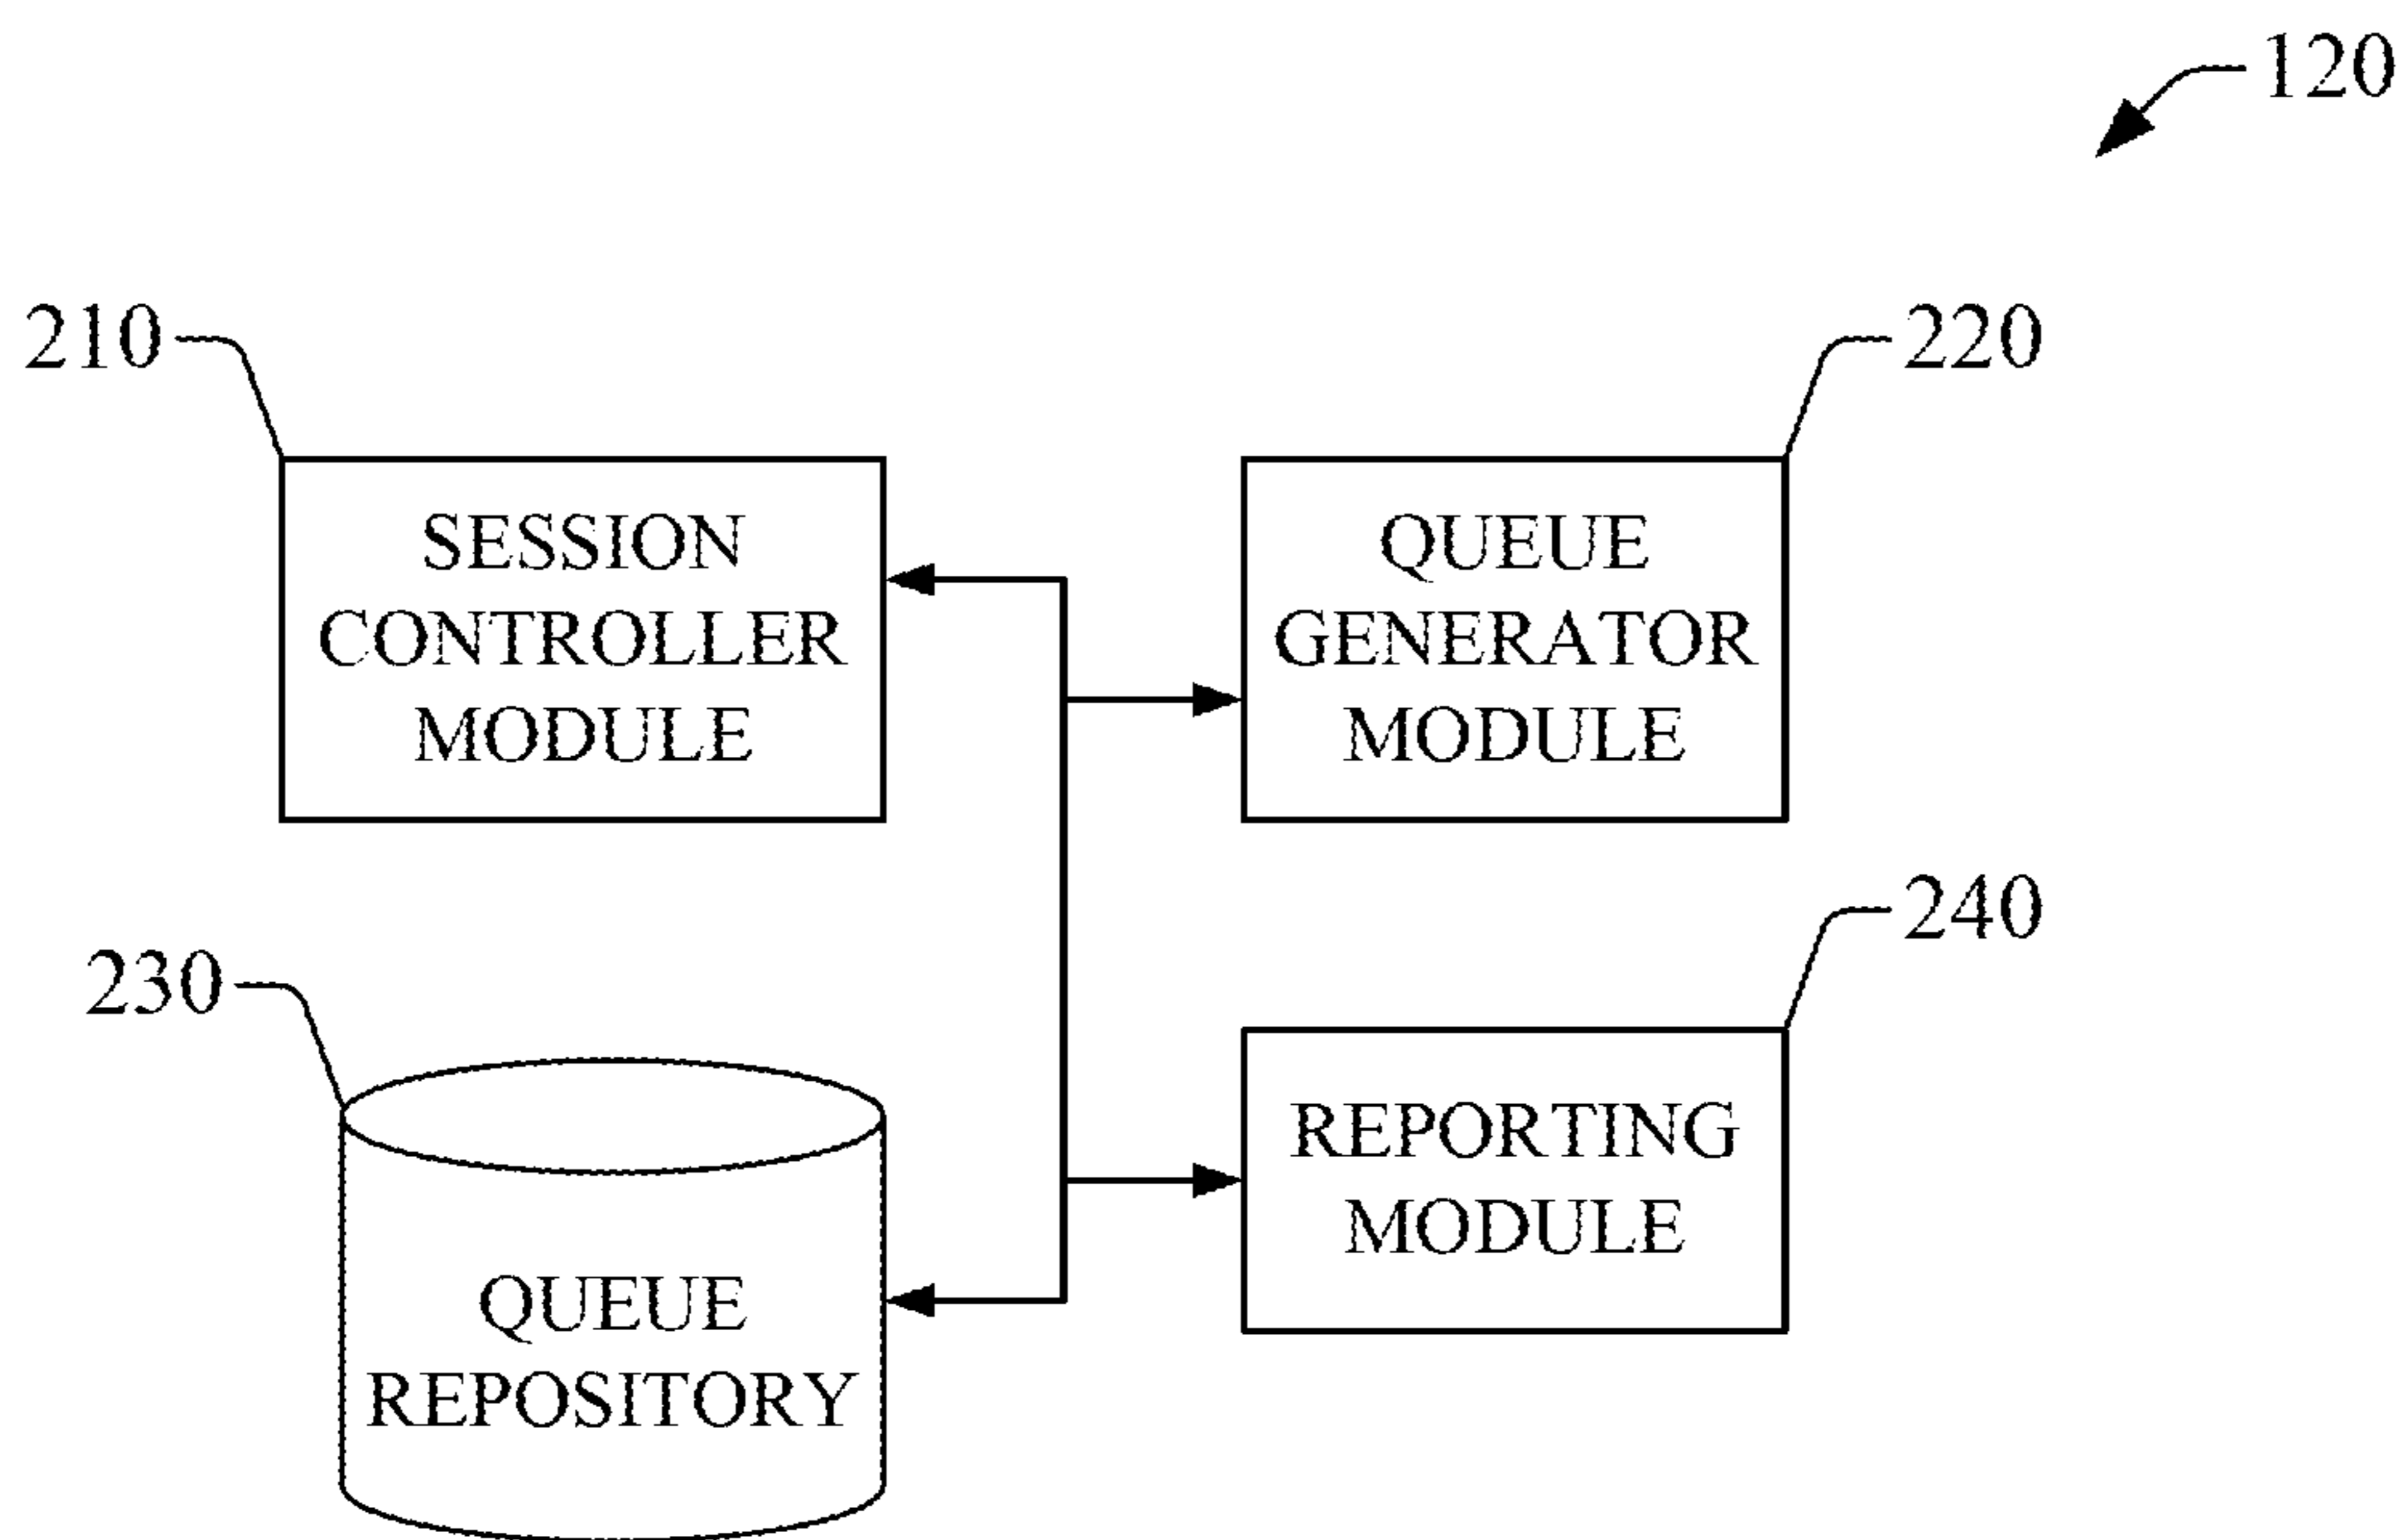 120
210
220
SESSION
CONTROLLER
MODULE
QUEUE
GENERATOR
MODULE
230
240
QUEUE
REPOSITORY
REPORTING
MODULE